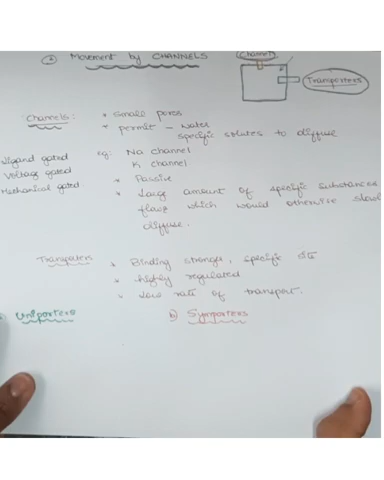 ② Movement by CHANNELS
Channel
Transporters
Channels: * Small pores
* permit – Water
specific solutes to diffuse
eg: Na channel
K channel
Ligand gated
Voltage gated
Mechanical gated
* Passive
* Large amount of specific substances
flows which would otherwise slowly
diffuse.
Transporters * Binding stronger, specific
* highly regulated
* slow rate of transport.
Uniporters
b) Symporters